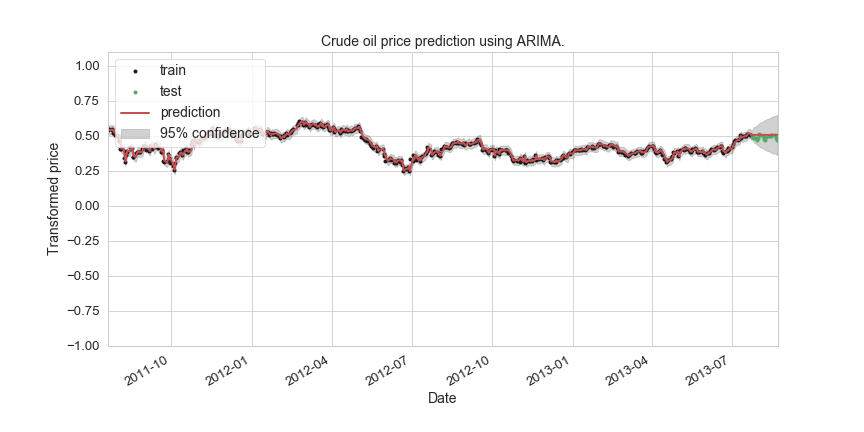 Crude oil price prediction using ARIMA.
train
test
prediction
95% confidence
1.00
0.75
0.50
0.25
0.00
−0.25
−0.50
−0.75
−1.00
Transformed price
2011-10
2012-01
2012-04
2012-07
2012-10
2013-01
2013-04
2013-07
Date